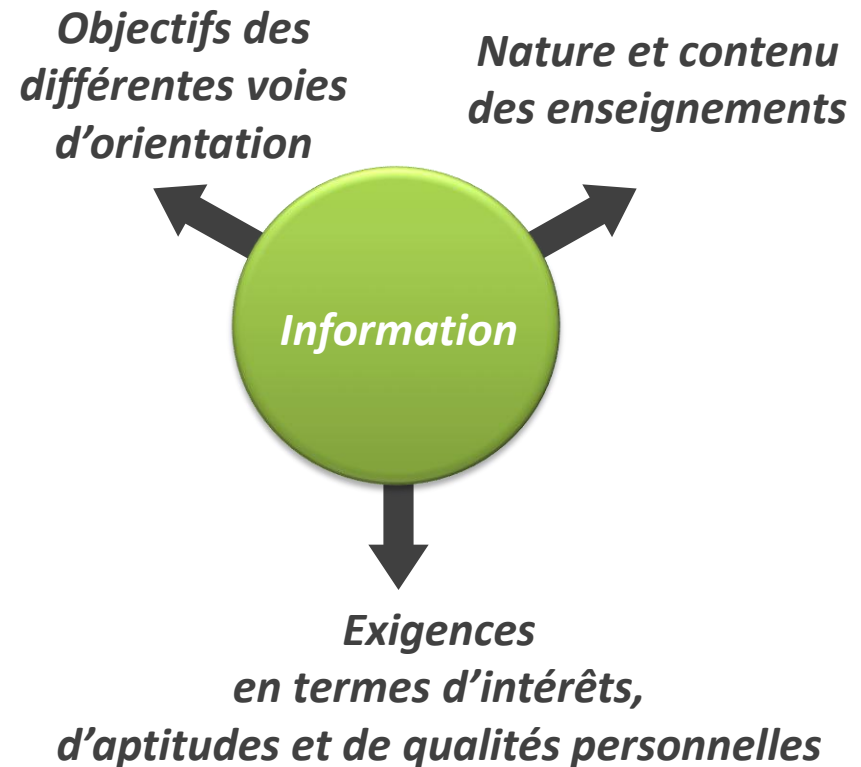 Objectifs des
différentes voies
d’orientation
Nature et contenu
des enseignements
Information
Exigences
en termes d’intérêts,
d’aptitudes et de qualités personnelles